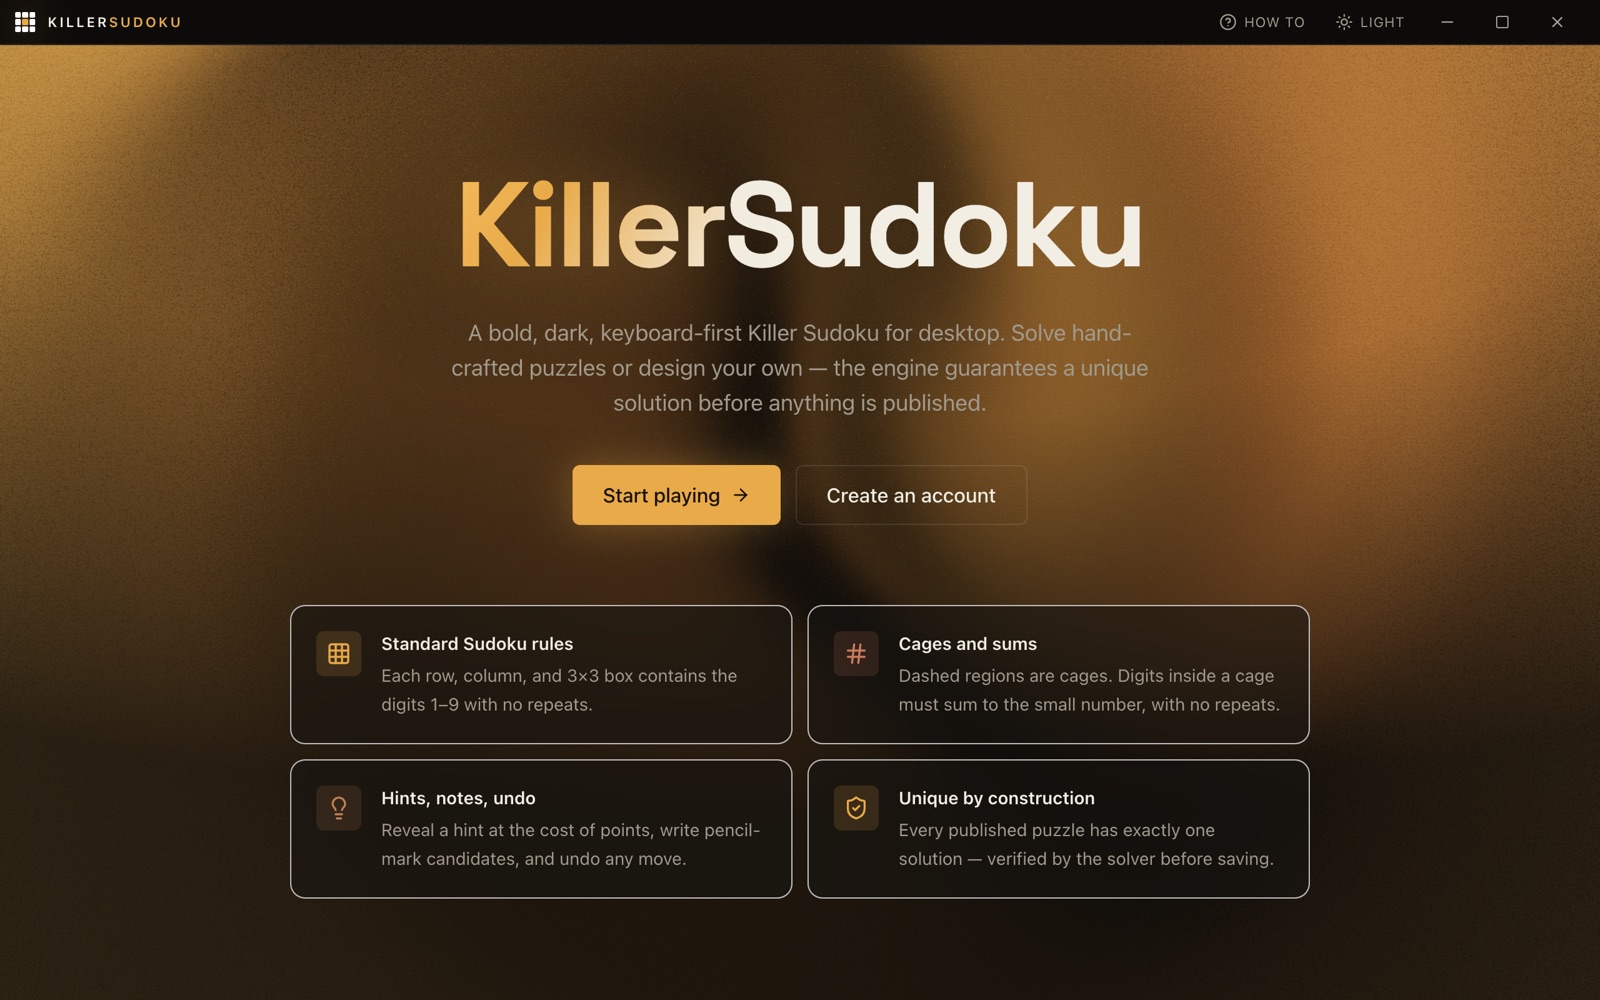 KILLERSUDOKU
HOW TO
LIGHT
KillerSudoku
A bold, dark, keyboard-first Killer Sudoku for desktop. Solve hand-
crafted puzzles or design your own — the engine guarantees a unique
solution before anything is published.
Start playing →
Create an account
Standard Sudoku rules
Each row, column, and 3×3 box contains the
digits 1–9 with no repeats.
Cages and sums
Dashed regions are cages. Digits inside a cage
must sum to the small number, with no repeats.
Hints, notes, undo
Reveal a hint at the cost of points, write pencil-
mark candidates, and undo any move.
Unique by construction
Every published puzzle has exactly one
solution — verified by the solver before saving.